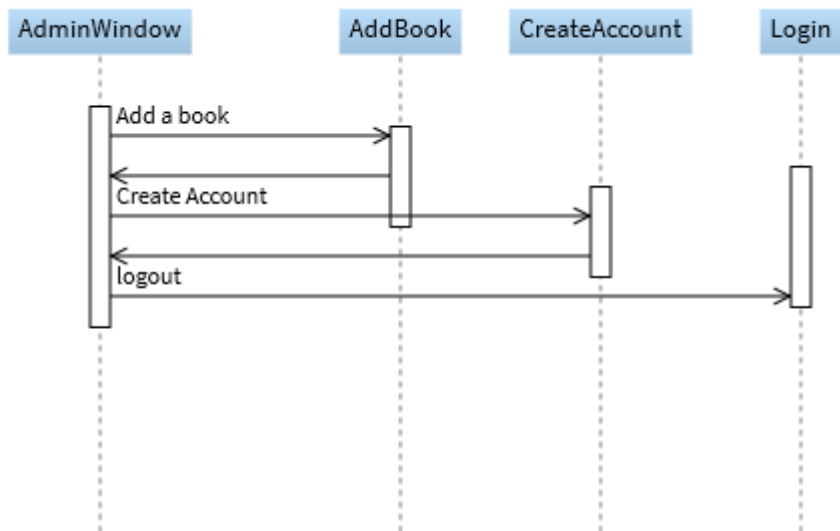 AdminWindow
AddBook
CreateAccount
Login
Add a book
Create Account
logout